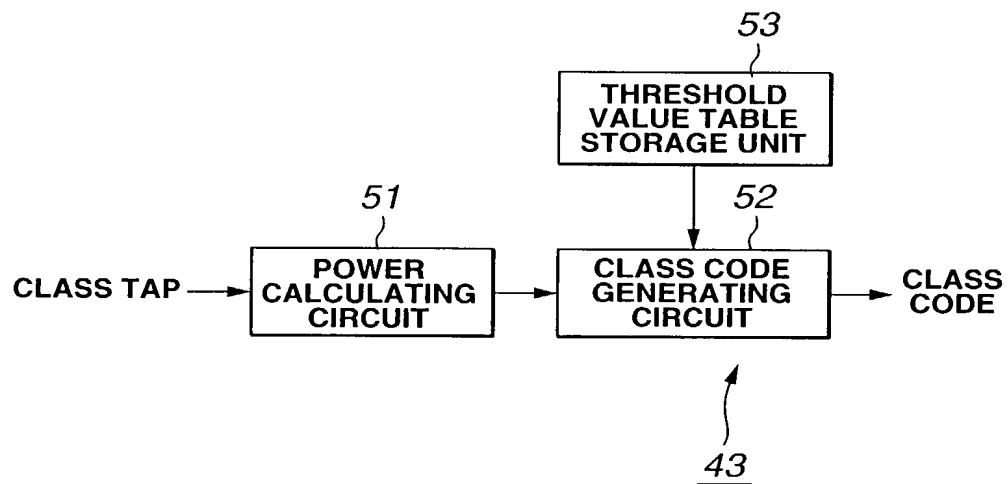 53
THRESHOLD
VALUE TABLE
STORAGE UNIT
51
52
CLASS TAP
POWER
CALCULATING
CIRCUIT
CLASS CODE
GENERATING
CIRCUIT
CLASS
CODE
43